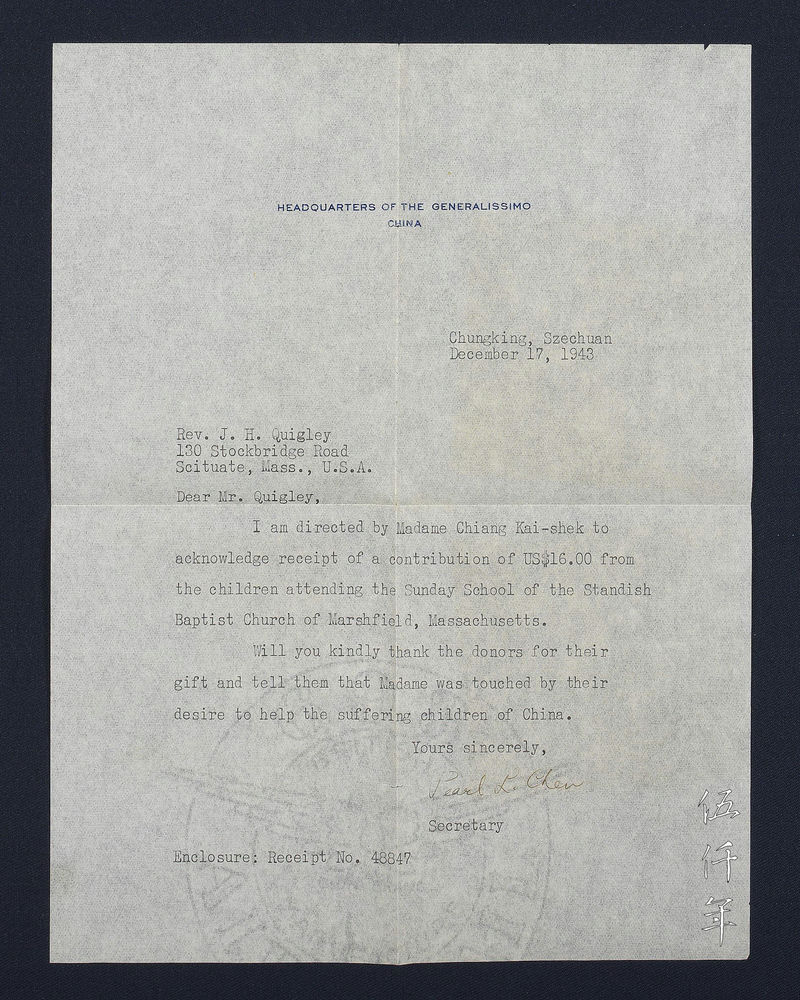 HEADQUARTERS OF THE GENERALISSIMO
CHINA
Chungking, Szechuan
December 17, 1943
Rev. J. H. Quigley
130 Stockbridge Road
Scituate, Mass., U.S.A.
Dear Mr. Quigley,
I am directed by Madame Chiang Kai-shek to
acknowledge receipt of a contribution of US$16.00 from
the children attending the Sunday School of the Standish
Baptist Church of Marshfield, Massachusetts.
Will you kindly thank the donors for their
gift and tell them that Madame was touched by their
desire to help the suffering children of China.
Yours sincerely,
Pearl L. Chen
Secretary
Enclosure: Receipt No. 48847
伍
仟
年